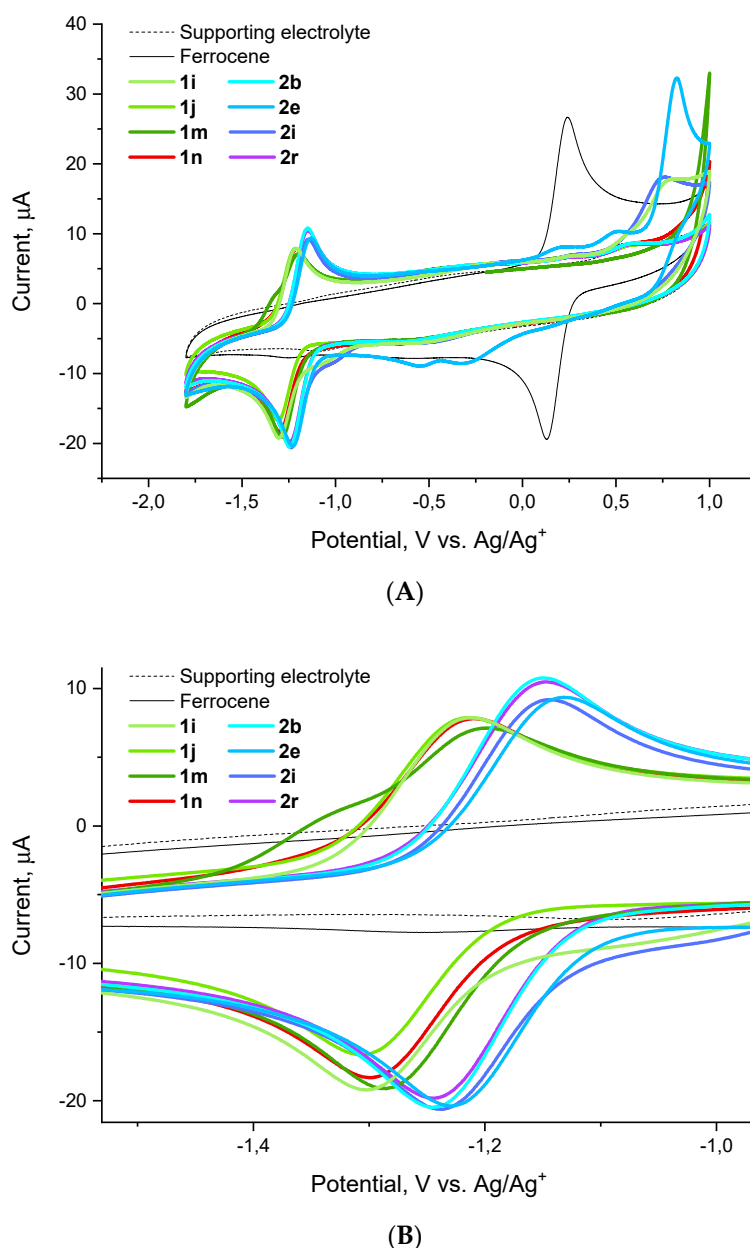 40
30
20
10
0
-10
-20
Current, µA
Supporting electrolyte
Ferrocene
1i 2b
1j 2e
1m 2i
1n 2r
-2,0 -1,5 -1,0 -0,5 0,0 0,5 1,0
Potential, V vs. Ag/Ag⁺
(A)
10
0
-10
-20
Current, µA
Supporting electrolyte
Ferrocene
1i 2b
1j 2e
1m 2i
1n 2r
-1,4 -1,2 -1,0
Potential, V vs. Ag/Ag⁺
(B)